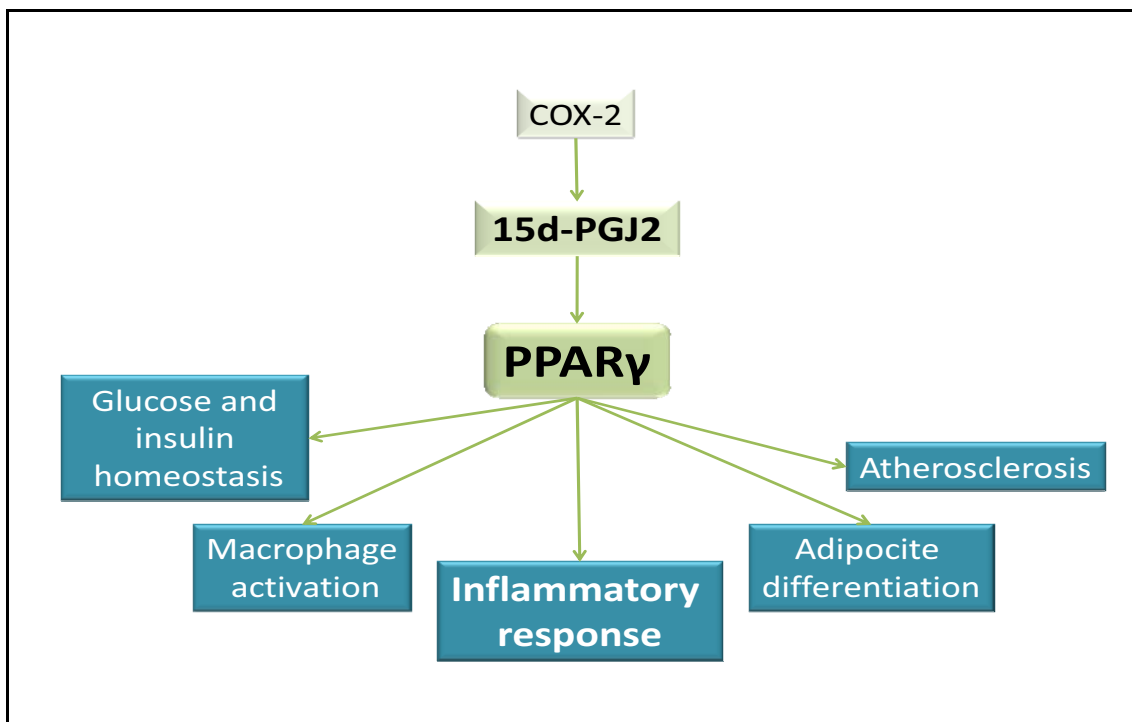 COX-2
15d-PGJ2
PPARγ
Glucose and
insulin
homeostasis
Macrophage
activation
Inflammatory
response
Adipocite
differentiation
Atherosclerosis